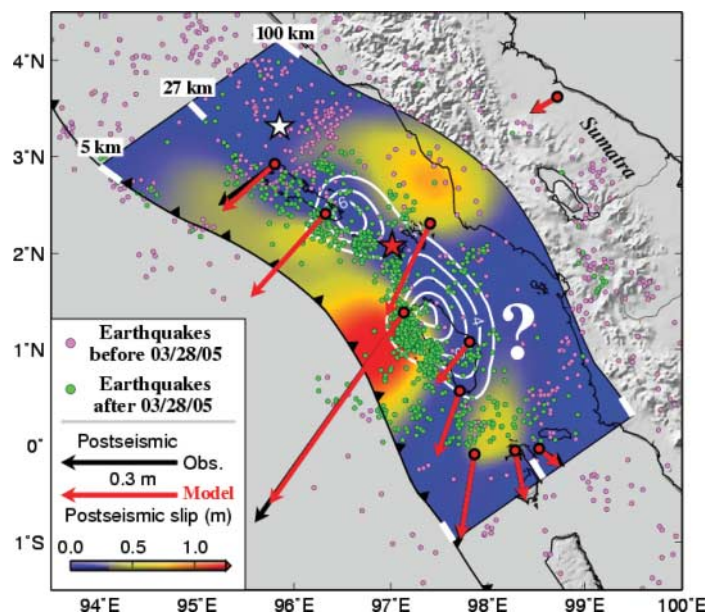 4°N
3°N
2°N
1°N
0°
1°S
100 km
27 km
5 km
Sumatra
6
4
?
Earthquakes
before 03/28/05
Earthquakes
after 03/28/05
Postseismic
Obs.
0.3 m
Model
Postseismic slip (m)
0.0 0.5 1.0
94°E 95°E 96°E 97°E 98°E 99°E 100°E